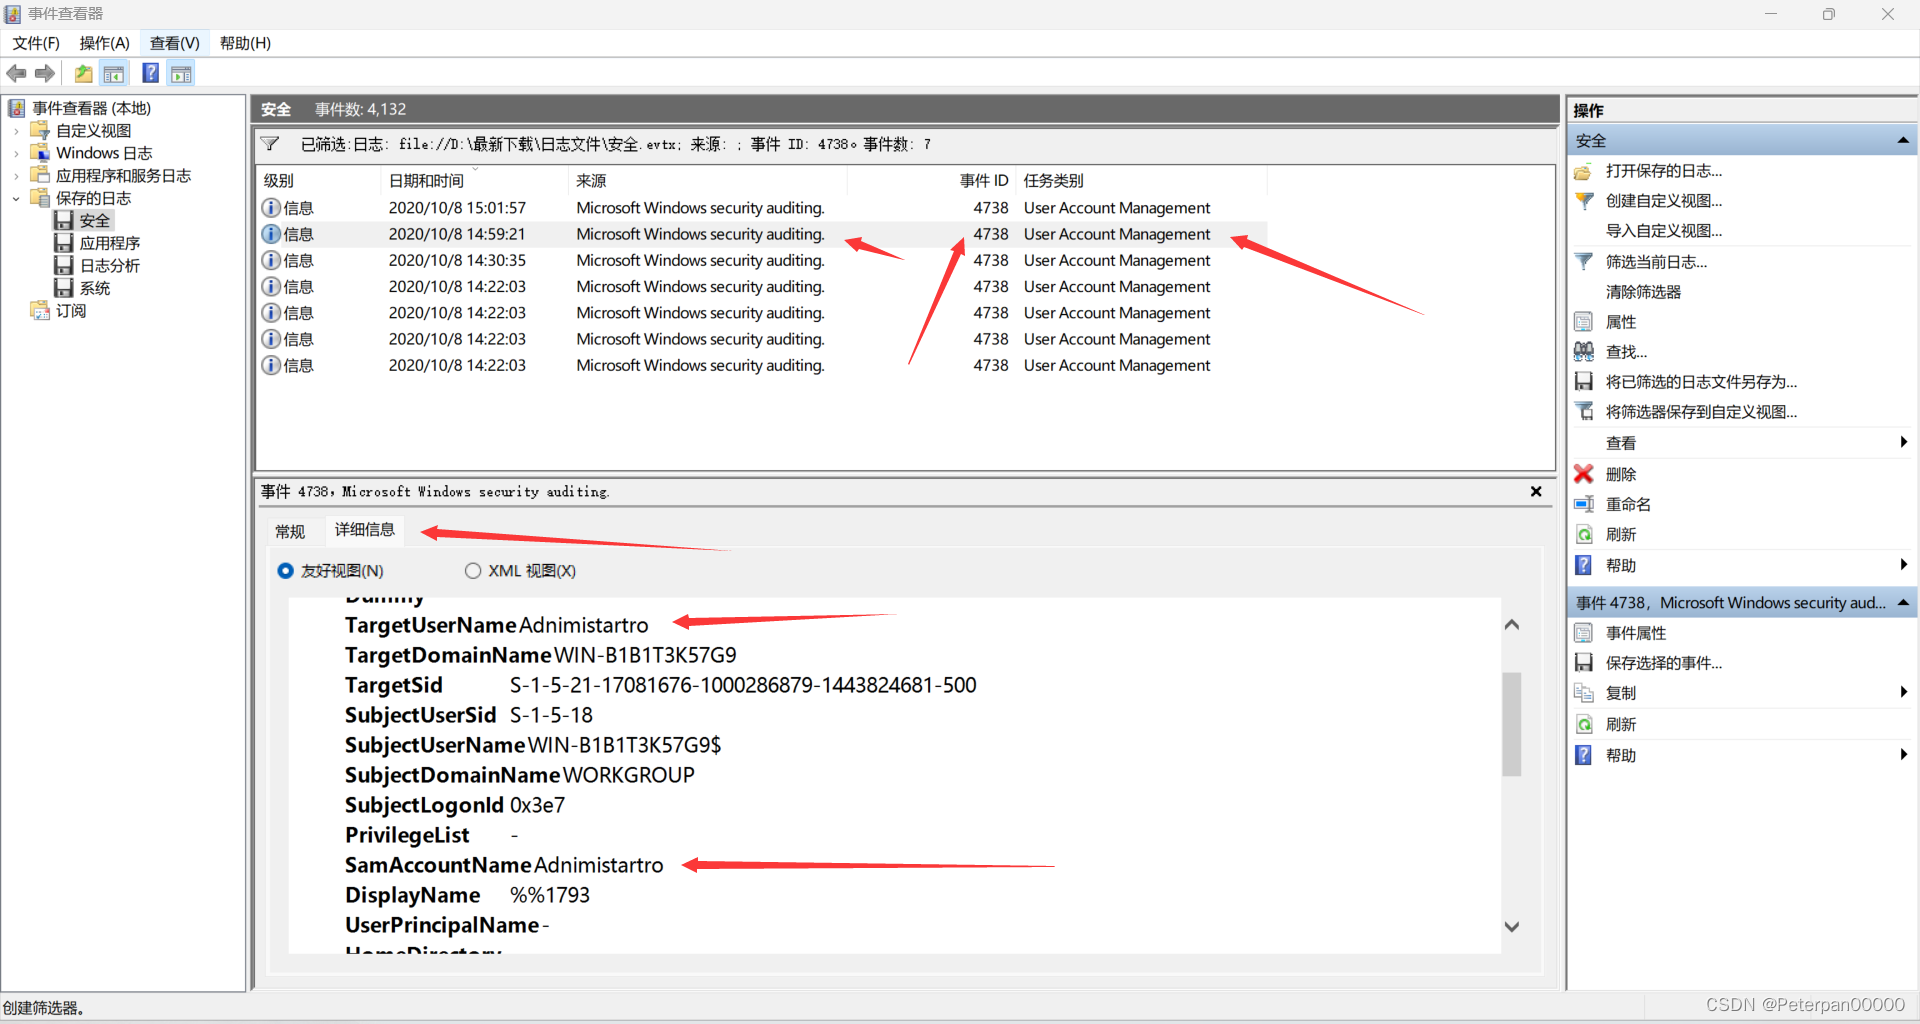 事件查看器
文件(F) 操作(A) 查看(V) 帮助(H)
事件查看器 (本地)
自定义视图
Windows 日志
应用程序和服务日志
保存的日志
安全
应用程序
日志分析
系统
订阅
安全 事件数: 4,132
已筛选:日志: file://D:\最新下载\日志文件\安全.evtx; 来源: ; 事件 ID: 4738。事件数: 7
级别 日期和时间 来源 事件 ID 任务类别
信息 2020/10/8 15:01:57 Microsoft Windows security auditing. 4738 User Account Management
信息 2020/10/8 14:59:21 Microsoft Windows security auditing. 4738 User Account Management
信息 2020/10/8 14:30:35 Microsoft Windows security auditing. 4738 User Account Management
信息 2020/10/8 14:22:03 Microsoft Windows security auditing. 4738 User Account Management
信息 2020/10/8 14:22:03 Microsoft Windows security auditing. 4738 User Account Management
信息 2020/10/8 14:22:03 Microsoft Windows security auditing. 4738 User Account Management
信息 2020/10/8 14:22:03 Microsoft Windows security auditing. 4738 User Account Management
事件 4738，Microsoft Windows security auditing.
常规 详细信息
友好视图(N) XML 视图(X)
Dummy
TargetUserName Adnimistartro
TargetDomainName WIN-B1B1T3K57G9
TargetSid S-1-5-21-17081676-1000286879-1443824681-500
SubjectUserSid S-1-5-18
SubjectUserName WIN-B1B1T3K57G9$
SubjectDomainName WORKGROUP
SubjectLogonId 0x3e7
PrivilegeList -
SamAccountName Adnimistartro
DisplayName %%1793
UserPrincipalName -
HomeDirectory
操作
安全
打开保存的日志...
创建自定义视图...
导入自定义视图...
筛选当前日志...
清除筛选器
属性
查找...
将已筛选的日志文件另存为...
将筛选器保存到自定义视图...
查看
删除
重命名
刷新
帮助
事件 4738，Microsoft Windows security aud...
事件属性
保存选择的事件...
复制
刷新
帮助
创建筛选器。
CSDN @Peterpan00000